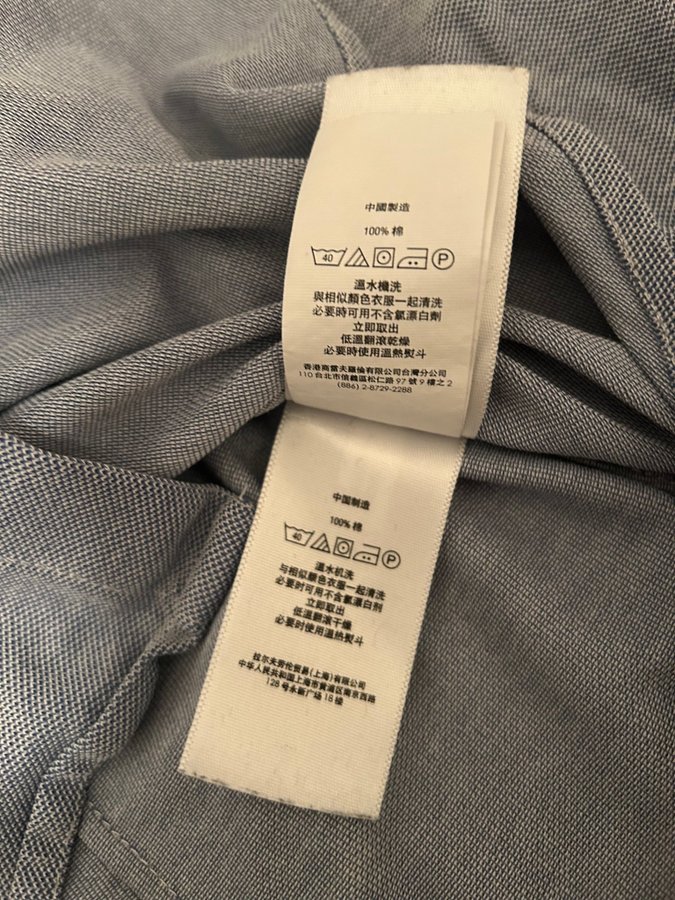 中國製造
100% 棉
40 P
溫水機洗
與相似顏色衣服一起清洗
必要時可用不含氯漂白劑
立即取出
低溫翻滾乾燥
必要時使用溫熱熨斗
香港商雷夫羅倫有限公司台灣分公司
110 台北市信義區松仁路 97 號 9 樓之 2
(886) 2-8729-2288
中国制造
100% 棉
40 P
温水机洗
与相似颜色衣服一起清洗
必要时可用不含氯漂白剂
立即取出
低温翻滚干燥
必要时使用温热熨斗
拉尔夫劳伦贸易(上海)有限公司
中华人民共和国上海市黄浦区南京西路
128 号永新广场 18 楼